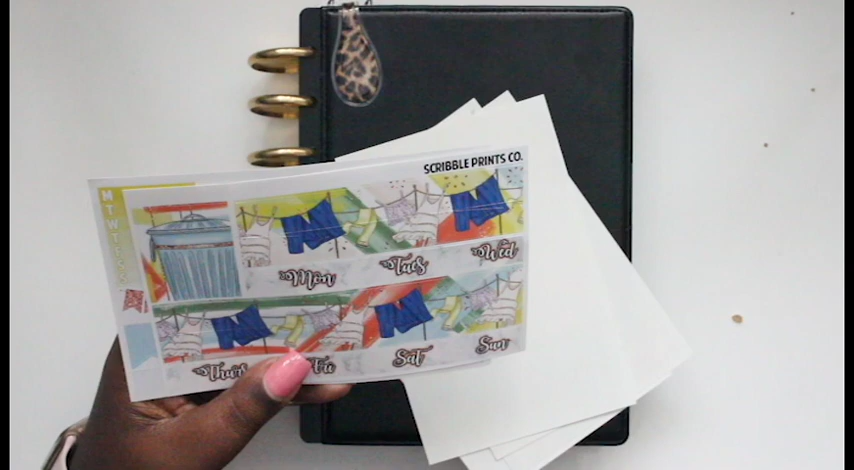 SCRIBBLE PRINTS CO.
M
T
W
T
Mon
Tues
Wed
Thurs
Fri
Sat
Sun